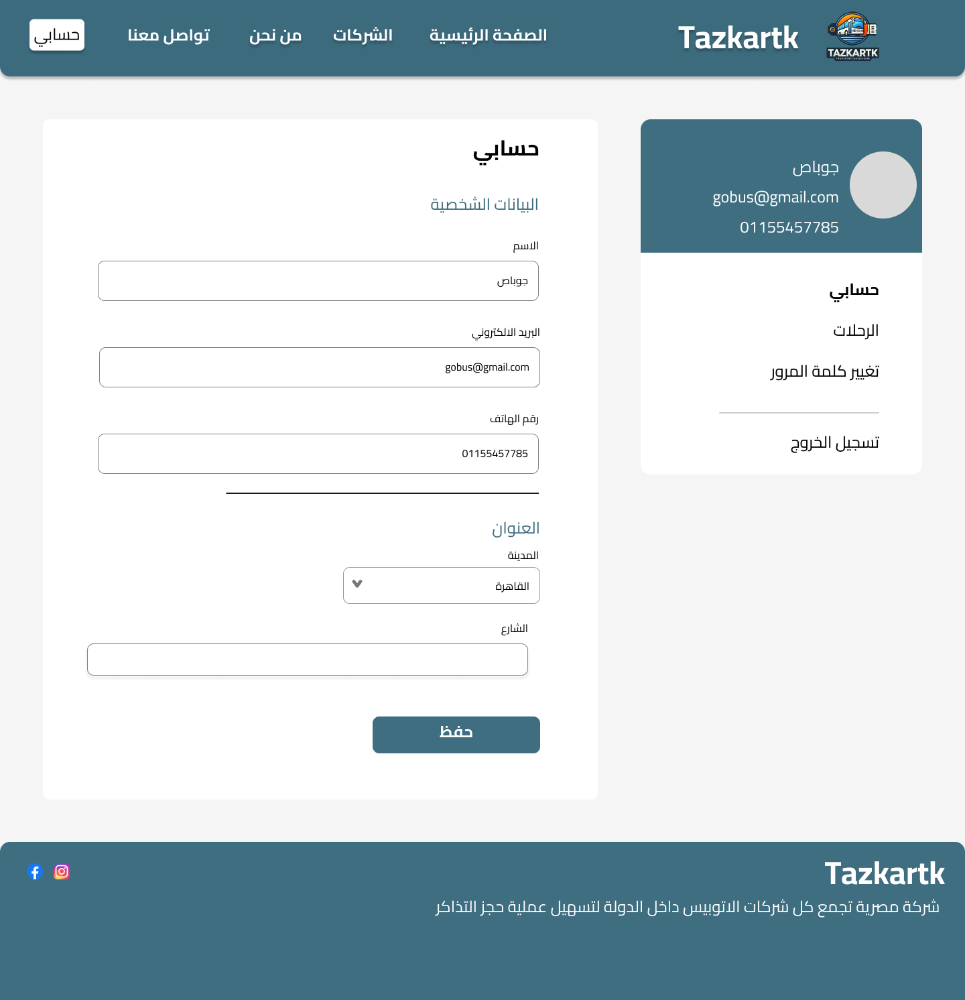 Tazkartk
TAZKARTK
TRANSPORTION BOOKING
الصفحة الرئيسية
الشركات
من نحن
تواصل معنا
حسابي
جوباص
gobus@gmail.com
01155457785
حسابي
الرحلات
تغيير كلمة المرور
تسجيل الخروج
حسابي
البيانات الشخصية
الاسم
جوباص
البريد الالكتروني
gobus@gmail.com
رقم الهاتف
01155457785
العنوان
المدينة
القاهرة
الشارع
حفظ
Tazkartk
شركة مصرية تجمع كل شركات الاتوبيس داخل الدولة لتسهيل عملية حجز التذاكر